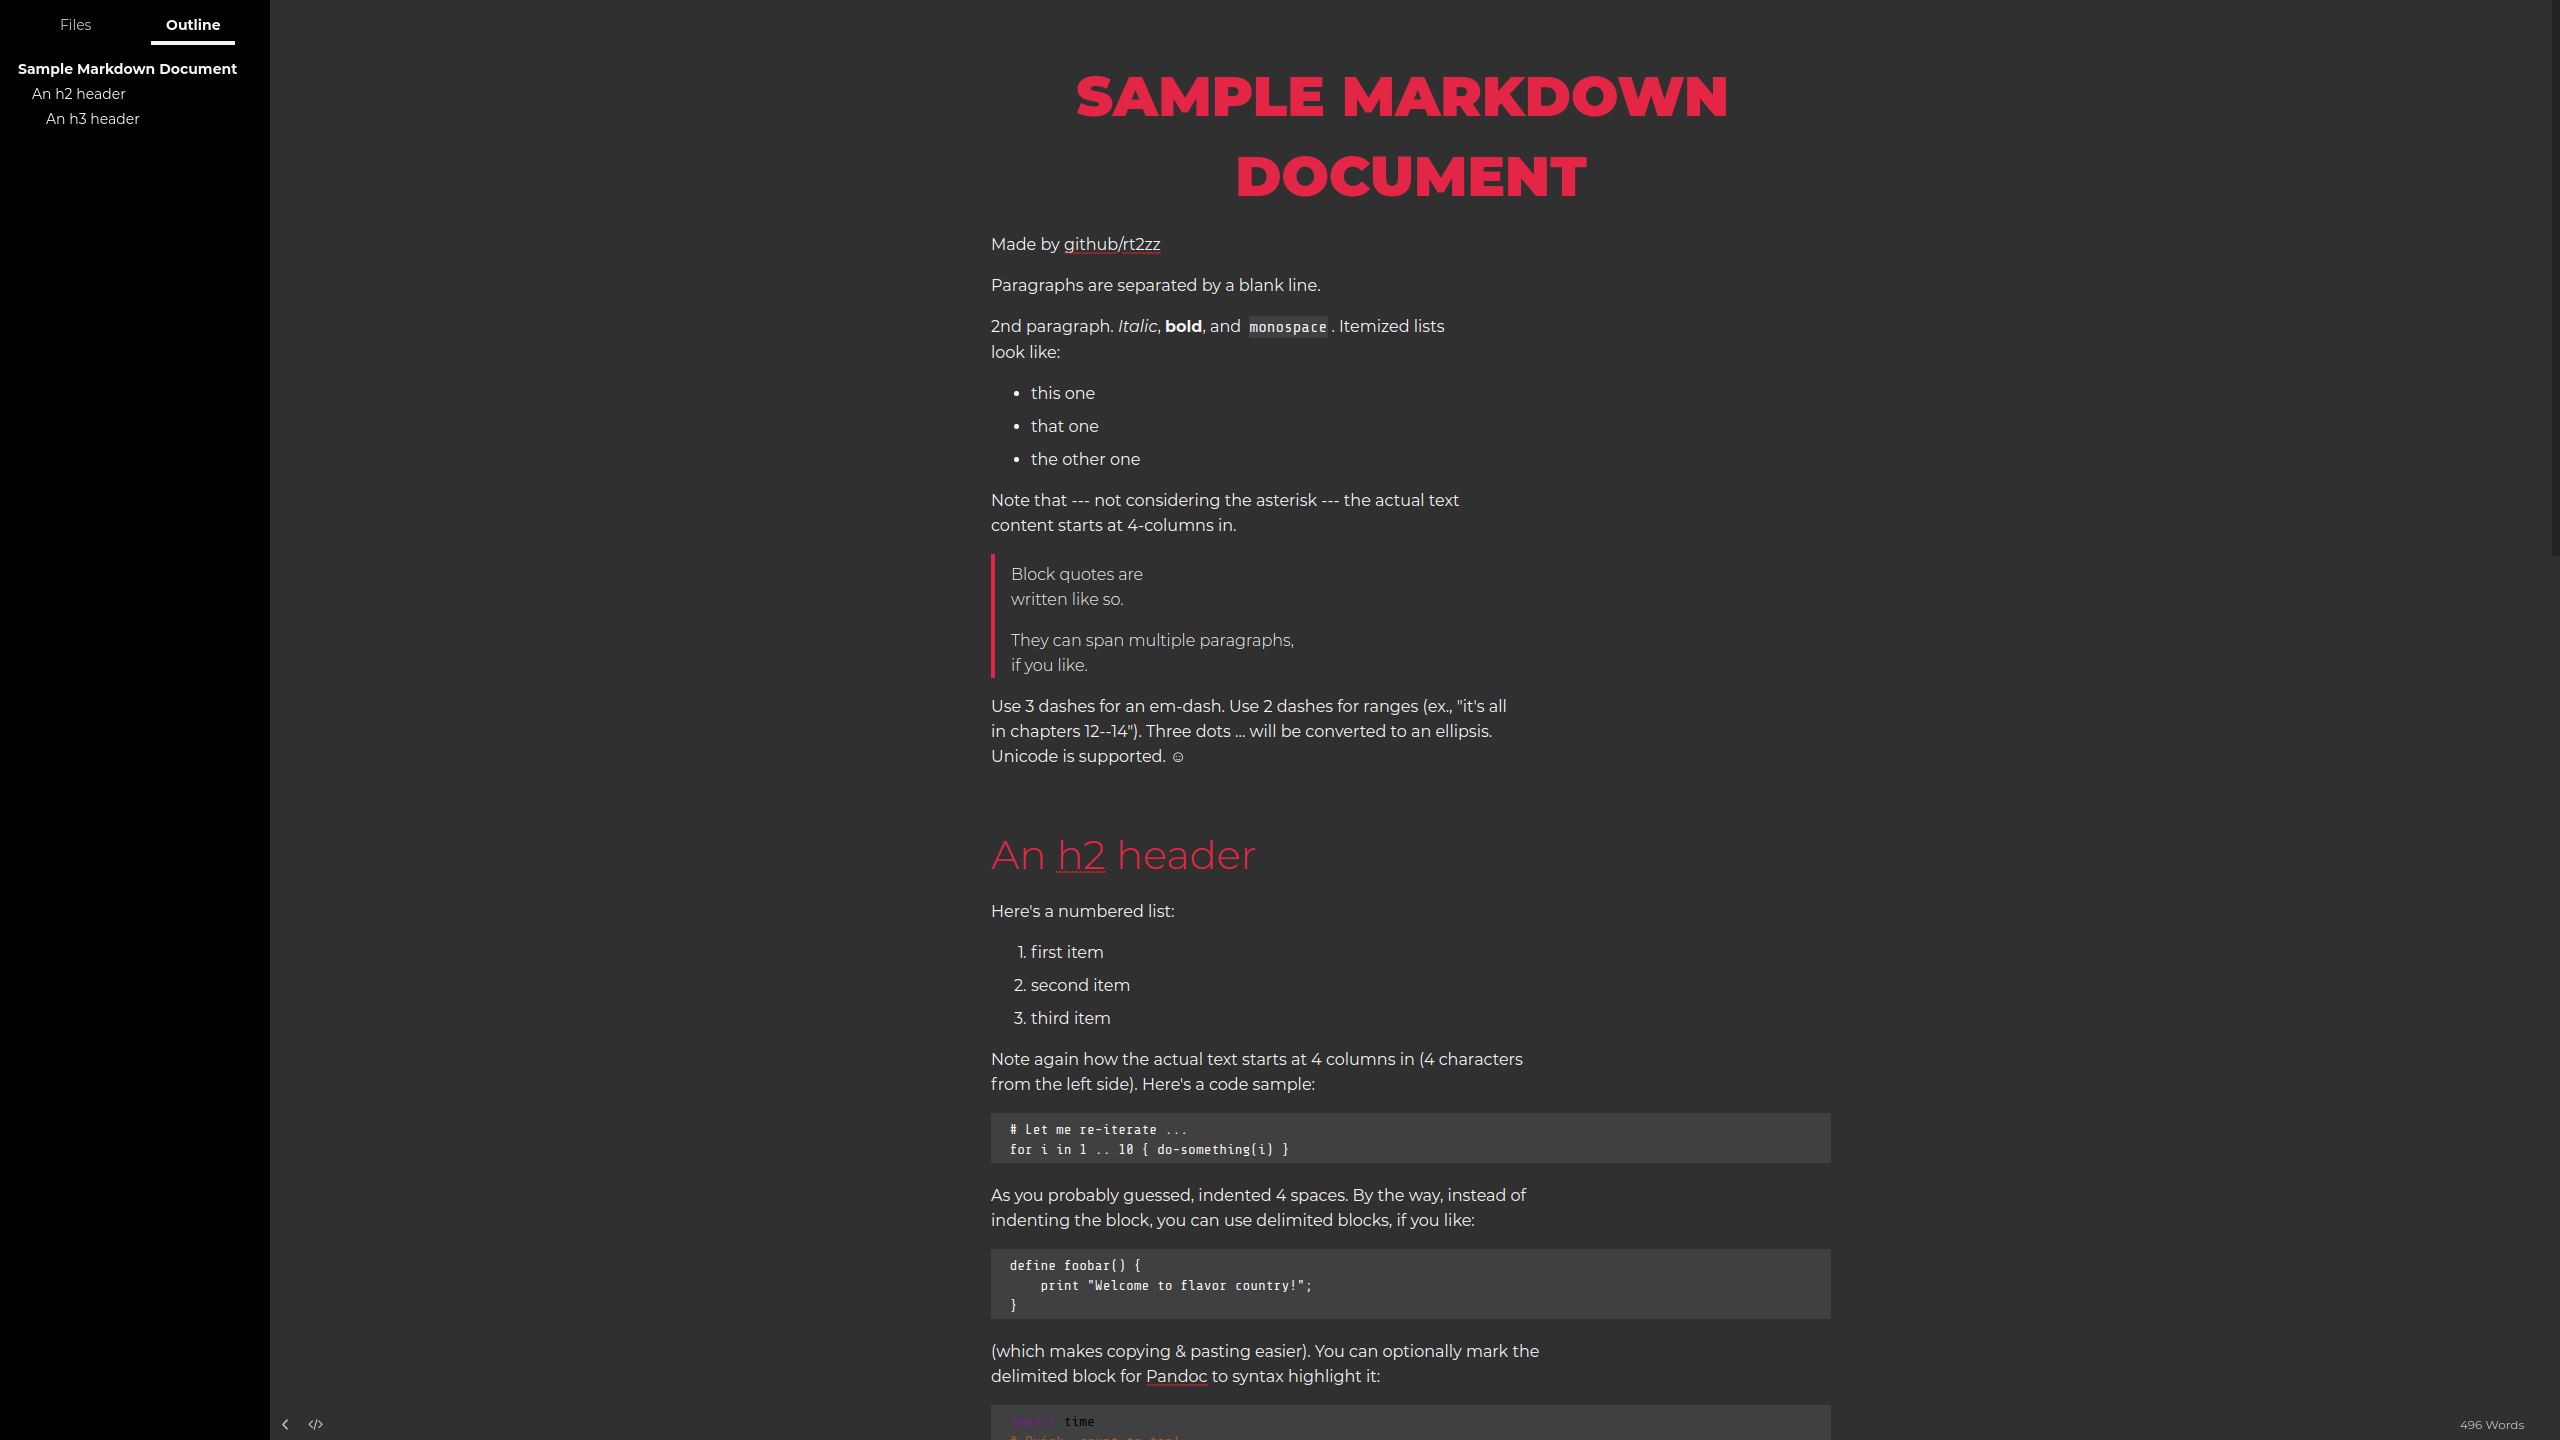 Files Outline
Sample Markdown Document
An h2 header
An h3 header
SAMPLE MARKDOWN
DOCUMENT
Made by github/rt2zz
Paragraphs are separated by a blank line.
2nd paragraph. Italic, bold, and monospace. Itemized lists
look like:
• this one
• that one
• the other one
Note that --- not considering the asterisk --- the actual text
content starts at 4-columns in.
Block quotes are
written like so.
They can span multiple paragraphs,
if you like.
Use 3 dashes for an em-dash. Use 2 dashes for ranges (ex., "it's all
in chapters 12--14"). Three dots ... will be converted to an ellipsis.
Unicode is supported. ☺
An h2 header
Here's a numbered list:
1. first item
2. second item
3. third item
Note again how the actual text starts at 4 columns in (4 characters
from the left side). Here's a code sample:
# Let me re-iterate ...
for i in 1 .. 10 { do-something(i) }
As you probably guessed, indented 4 spaces. By the way, instead of
indenting the block, you can use delimited blocks, if you like:
define foobar() {
    print "Welcome to flavor country!";
}
(which makes copying & pasting easier). You can optionally mark the
delimited block for Pandoc to syntax highlight it:
import time
</> 496 Words